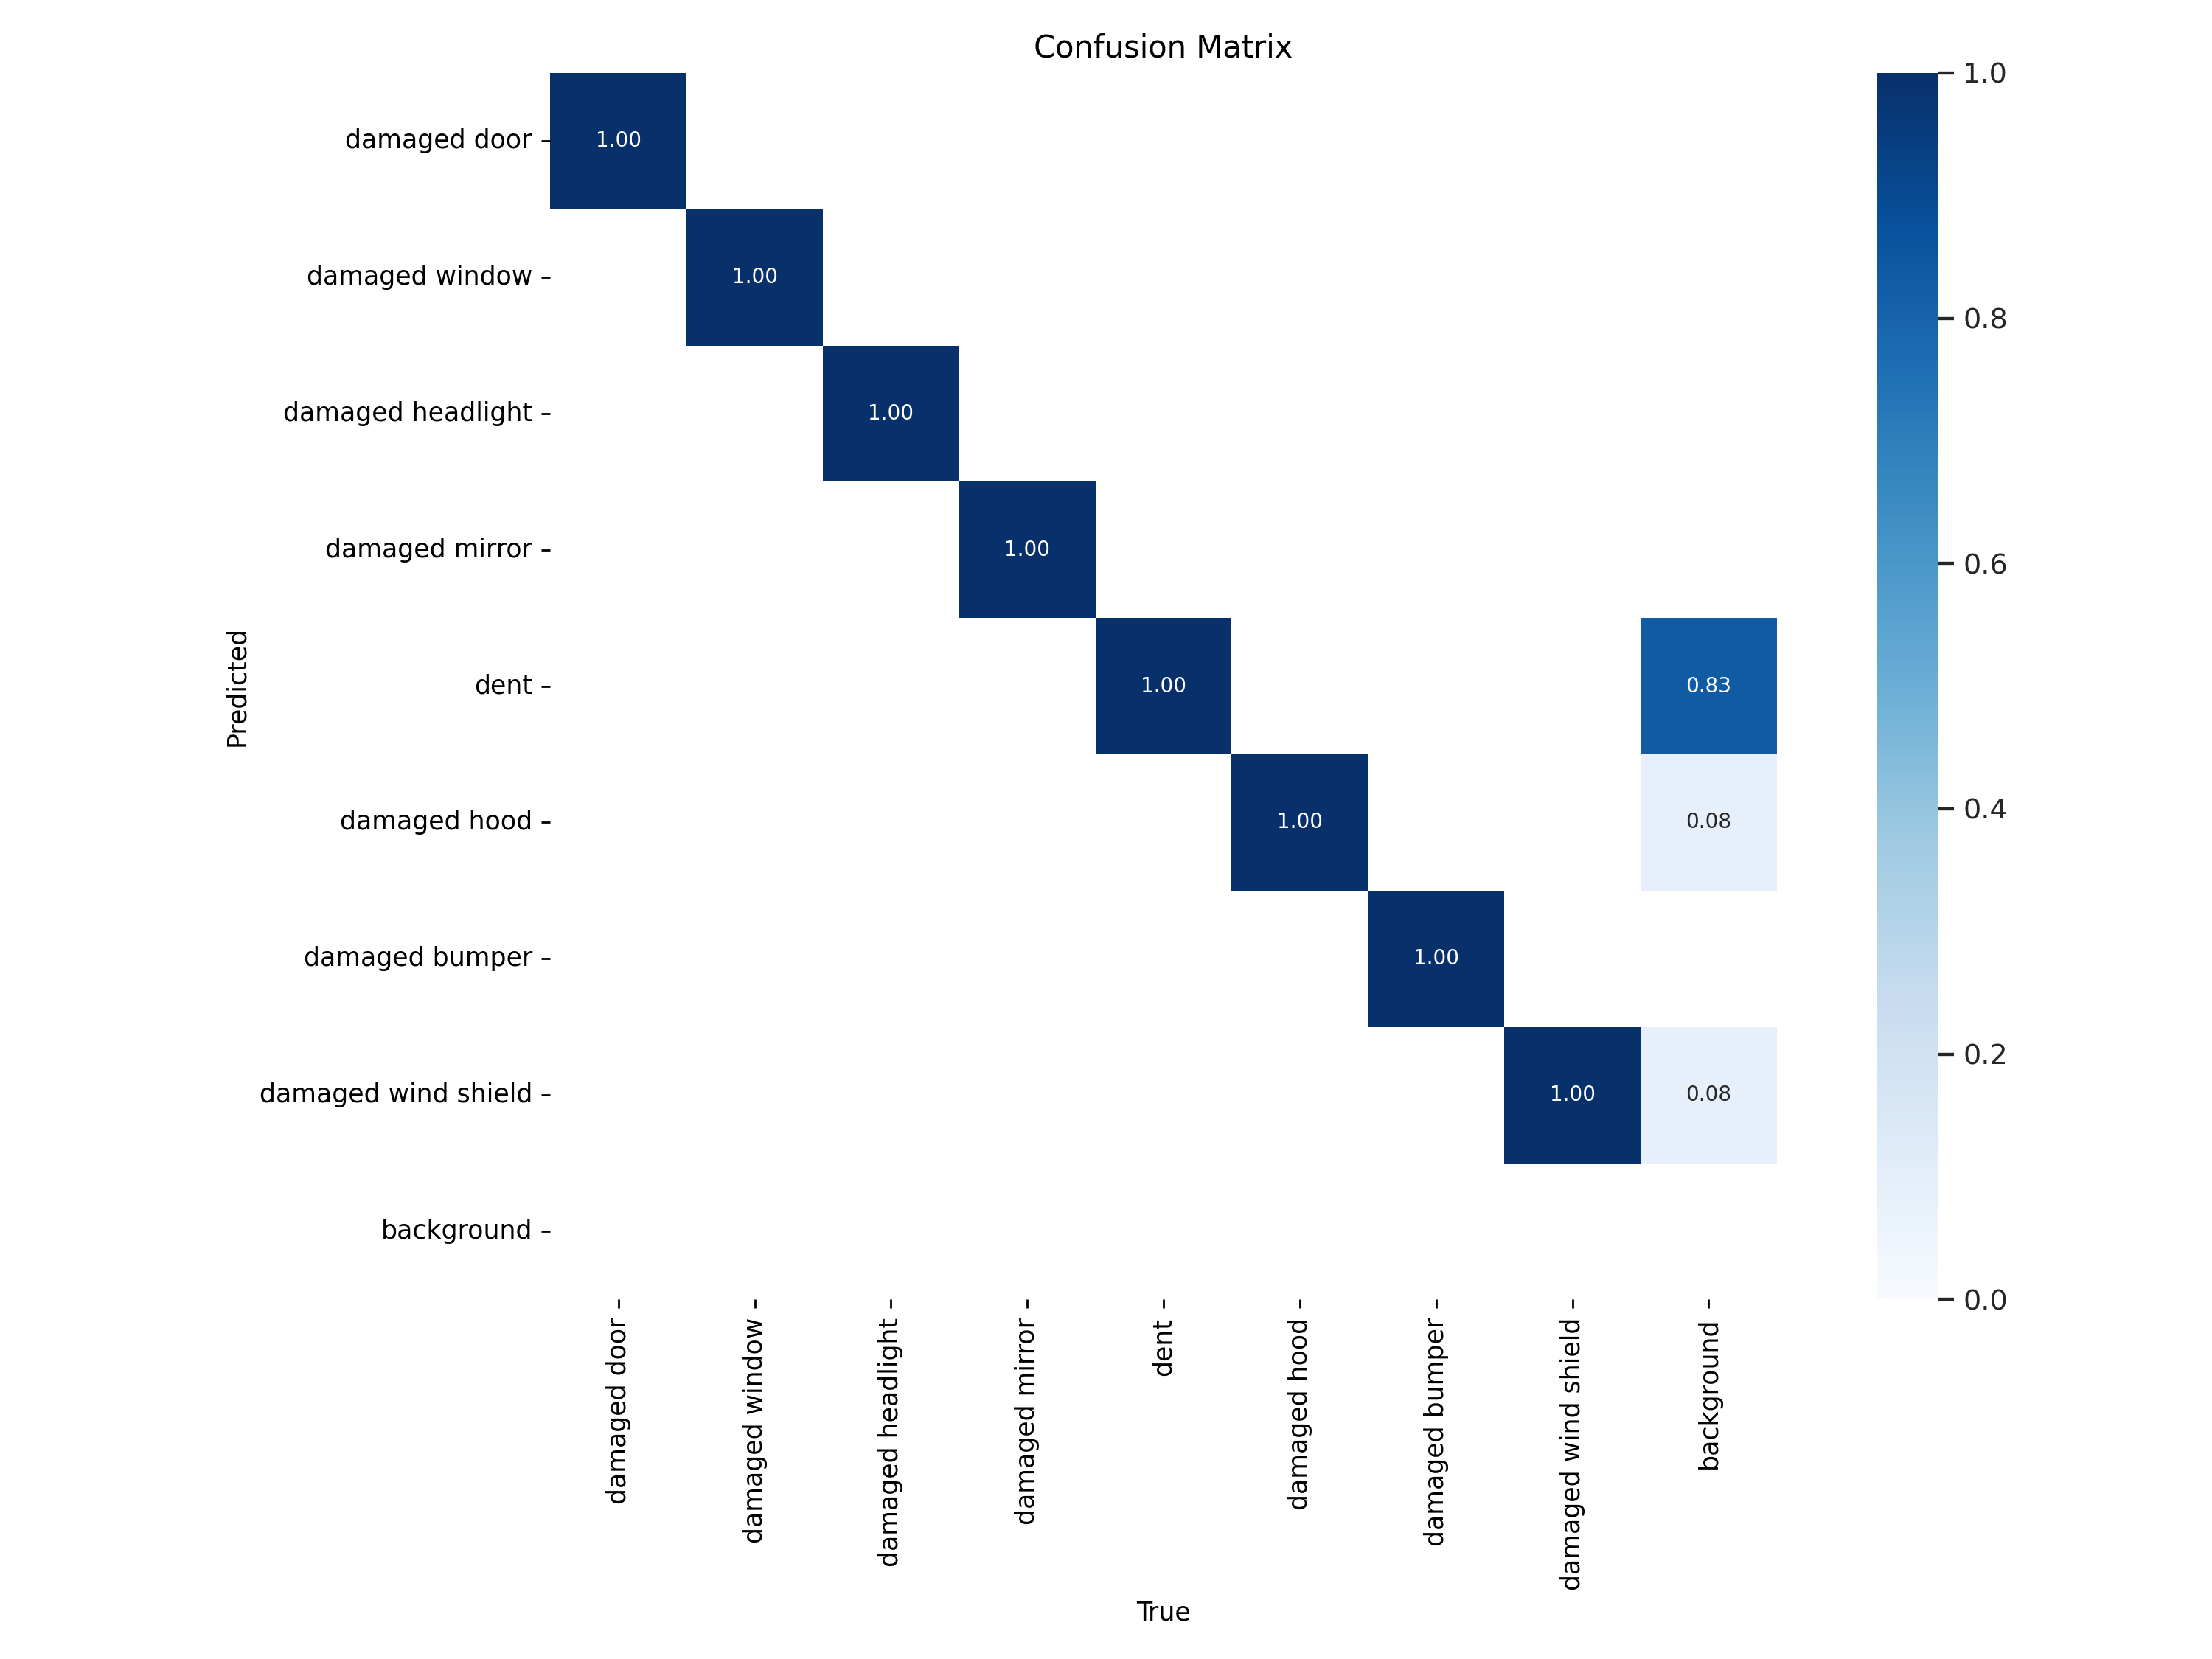 Confusion Matrix
damaged door
1.00
damaged window
1.00
damaged headlight
1.00
damaged mirror
1.00
dent
1.00
0.83
damaged hood
1.00
0.08
damaged bumper
1.00
damaged wind shield
1.00
0.08
background
Predicted
damaged door
damaged window
damaged headlight
damaged mirror
dent
damaged hood
damaged bumper
damaged wind shield
background
True
1.0
0.8
0.6
0.4
0.2
0.0